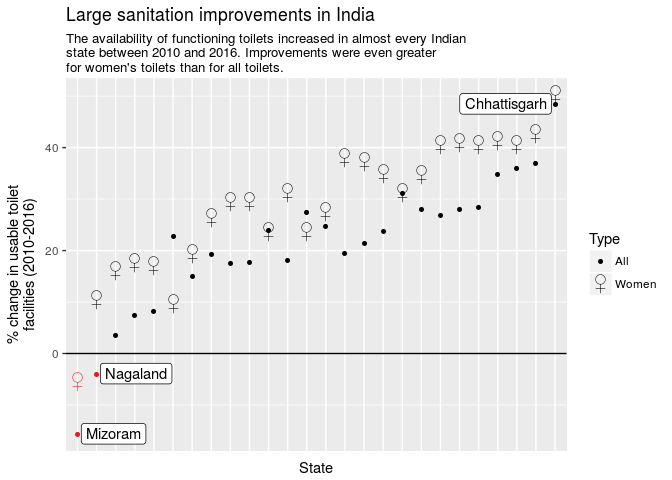 Large sanitation improvements in India
The availability of functioning toilets increased in almost every Indian
state between 2010 and 2016. Improvements were even greater
for women's toilets than for all toilets.
% change in usable toilet
facilities (2010-2016)
40
20
0
Chhattisgarh
Nagaland
Mizoram
State
Type
All
Women